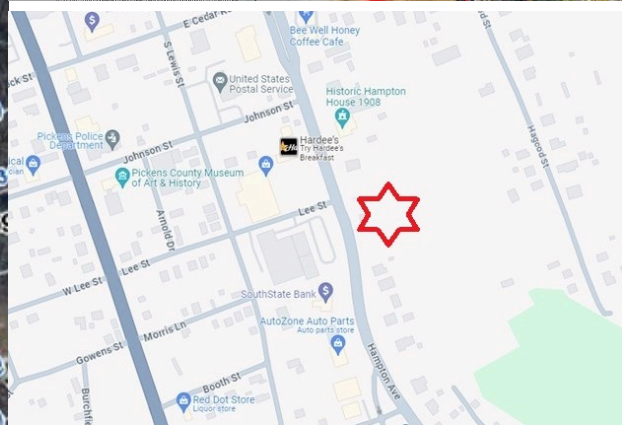 E Cedar
Bee Well Honey
Coffee Cafe
S Lewis St
United States
Postal Service
Historic Hampton
House 1908
Johnson St
Hagood St
Pickens Police
Department
Johnson St
Hardee's
Try Hardee's
Breakfast
Pickens County Museum
of Art & History
Arnold Dr
Lee St
Lee St
W Lee St
SouthState Bank
AutoZone Auto Parts
Auto parts store
Morris Ln
Gowens St
Hampton Ave
Booth St
Red Dot Store
Liquor store